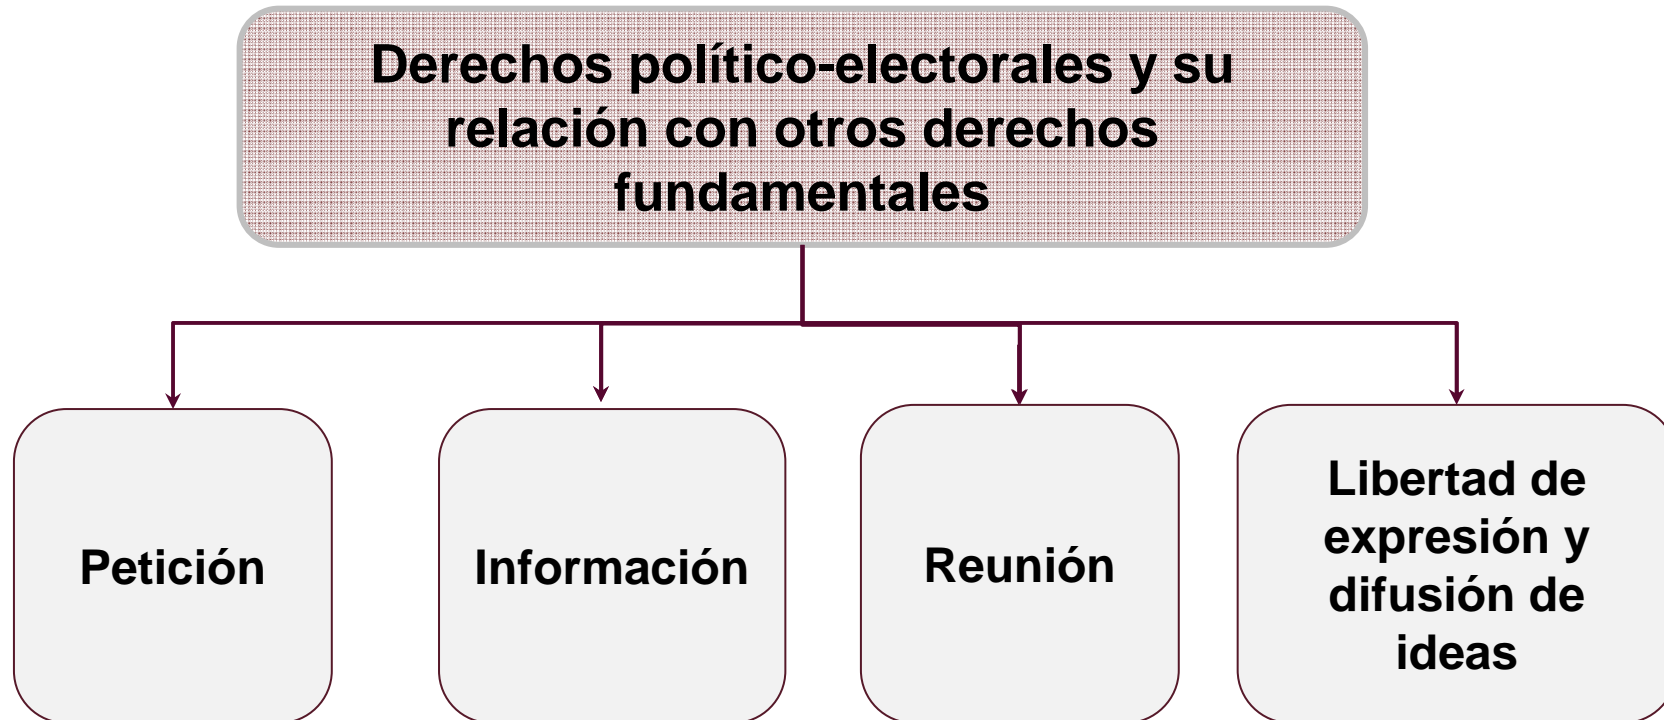 Derechos político-electorales y su
relación con otros derechos
fundamentales
Petición
Información
Reunión
Libertad de
expresión y
difusión de
ideas